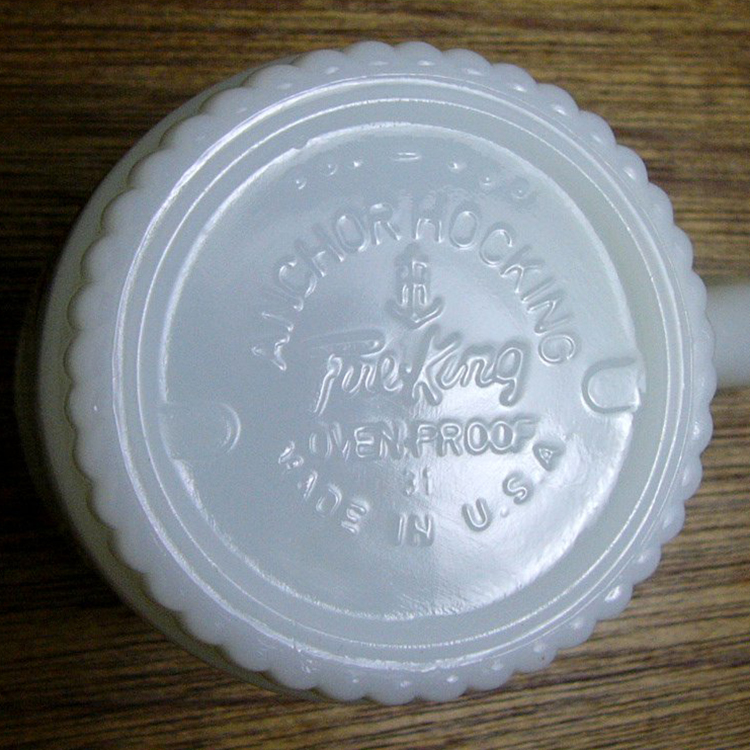 ANCHOR HOCKING
Fire-King
OVEN-PROOF
31
MADE IN U.S.A